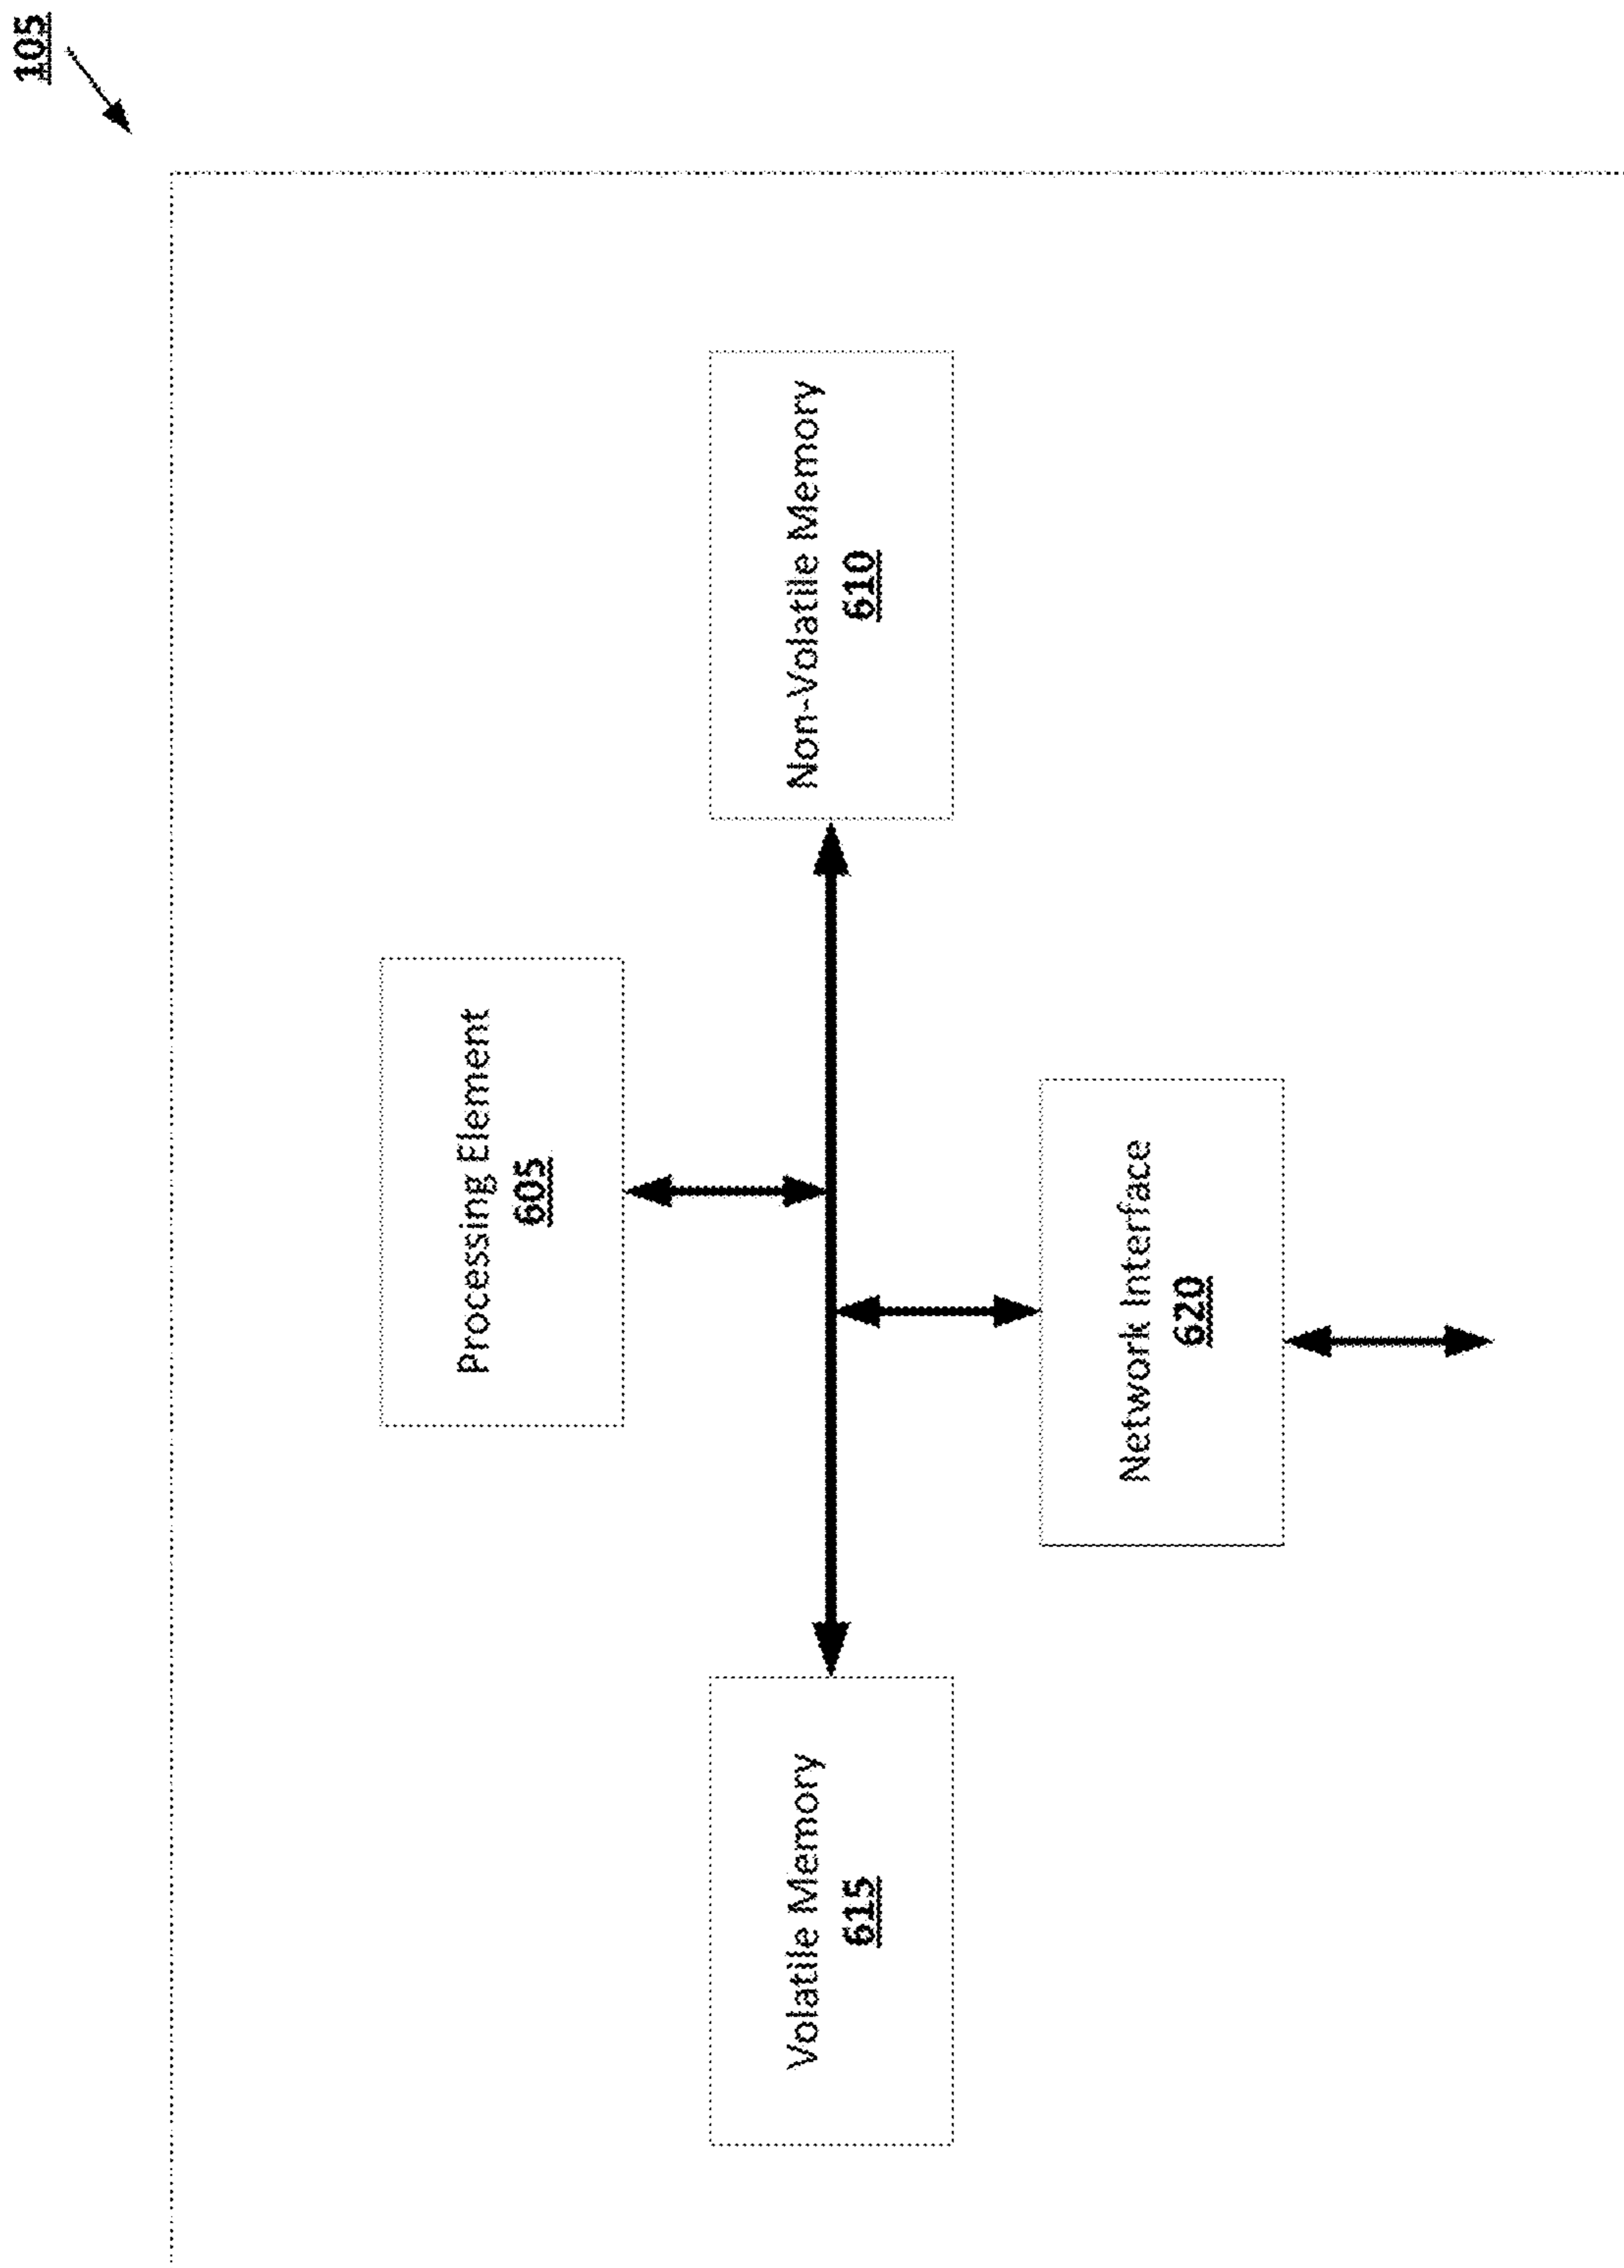 105
Processing Element
605
Volatile Memory
615
Non-Volatile Memory
610
Network Interface
620